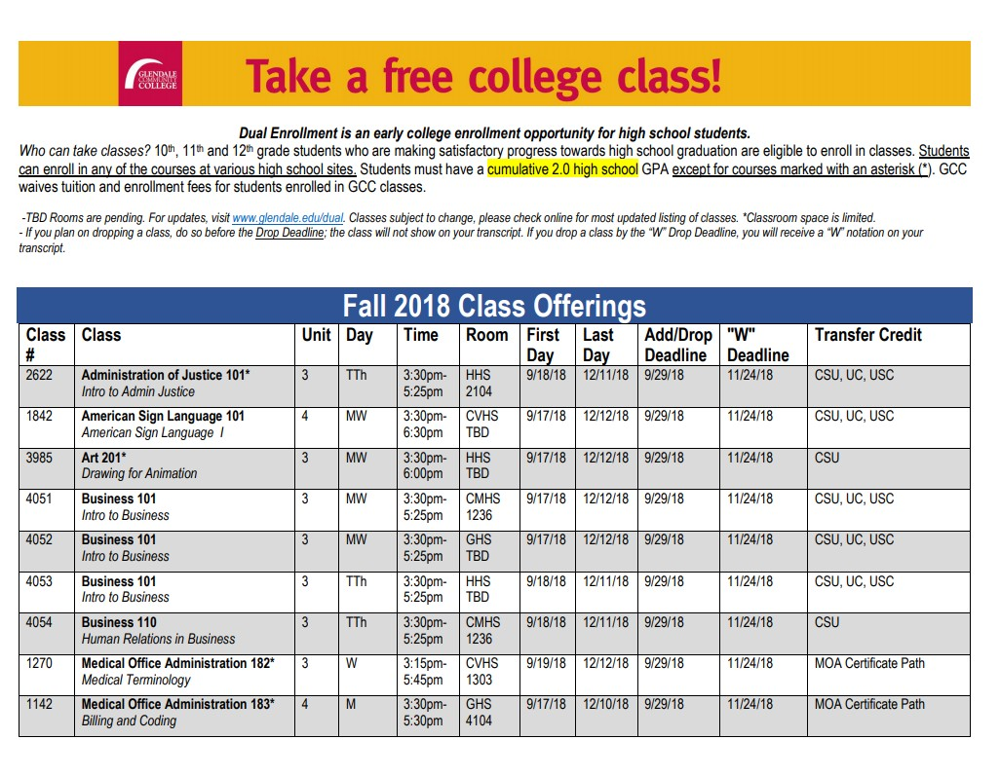 GLENDALE
COMMUNITY
COLLEGE
Take a free college class!
Dual Enrollment is an early college enrollment opportunity for high school students.
Who can take classes? 10th, 11th and 12th grade students who are making satisfactory progress towards high school graduation are eligible to enroll in classes. Students
can enroll in any of the courses at various high school sites. Students must have a cumulative 2.0 high school GPA except for courses marked with an asterisk (*). GCC
waives tuition and enrollment fees for students enrolled in GCC classes.
-TBD Rooms are pending. For updates, visit www.glendale.edu/dual. Classes subject to change, please check online for most updated listing of classes. *Classroom space is limited.
- If you plan on dropping a class, do so before the Drop Deadline; the class will not show on your transcript. If you drop a class by the “W” Drop Deadline, you will receive a “W” notation on your
transcript.
Fall 2018 Class Offerings
Class Class Unit Day Time Room First Last Add/Drop "W" Transfer Credit
# Day Day Deadline Deadline
2622 Administration of Justice 101* 3 TTh 3:30pm- HHS 9/18/18 12/11/18 9/29/18 11/24/18 CSU, UC, USC
Intro to Admin Justice 5:25pm 2104
1842 American Sign Language 101 4 MW 3:30pm- CVHS 9/17/18 12/12/18 9/29/18 11/24/18 CSU, UC, USC
American Sign Language I 6:30pm TBD
3985 Art 201* 3 MW 3:30pm- HHS 9/17/18 12/12/18 9/29/18 11/24/18 CSU
Drawing for Animation 6:00pm TBD
4051 Business 101 3 MW 3:30pm- CMHS 9/17/18 12/12/18 9/29/18 11/24/18 CSU, UC, USC
Intro to Business 5:25pm 1236
4052 Business 101 3 MW 3:30pm- GHS 9/17/18 12/12/18 9/29/18 11/24/18 CSU, UC, USC
Intro to Business 5:25pm TBD
4053 Business 101 3 TTh 3:30pm- HHS 9/18/18 12/11/18 9/29/18 11/24/18 CSU, UC, USC
Intro to Business 5:25pm TBD
4054 Business 110 3 TTh 3:30pm- CMHS 9/18/18 12/11/18 9/29/18 11/24/18 CSU
Human Relations in Business 5:25pm 1236
1270 Medical Office Administration 182* 3 W 3:15pm- CVHS 9/19/18 12/12/18 9/29/18 11/24/18 MOA Certificate Path
Medical Terminology 5:45pm 1303
1142 Medical Office Administration 183* 4 M 3:30pm- GHS 9/17/18 12/10/18 9/29/18 11/24/18 MOA Certificate Path
Billing and Coding 5:30pm 4104